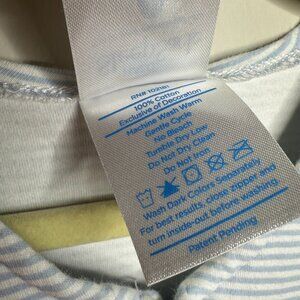 RN# 102181
100% Cotton
Exclusive of Decoration
Machine Wash Warm
Gentle Cycle
No Bleach
Tumble Dry Low
Do Not Dry Clean
Do Not Iron
Wash Dark Colors Separately
For best results, close zipper, and
turn inside-out before washing
Patent Pending